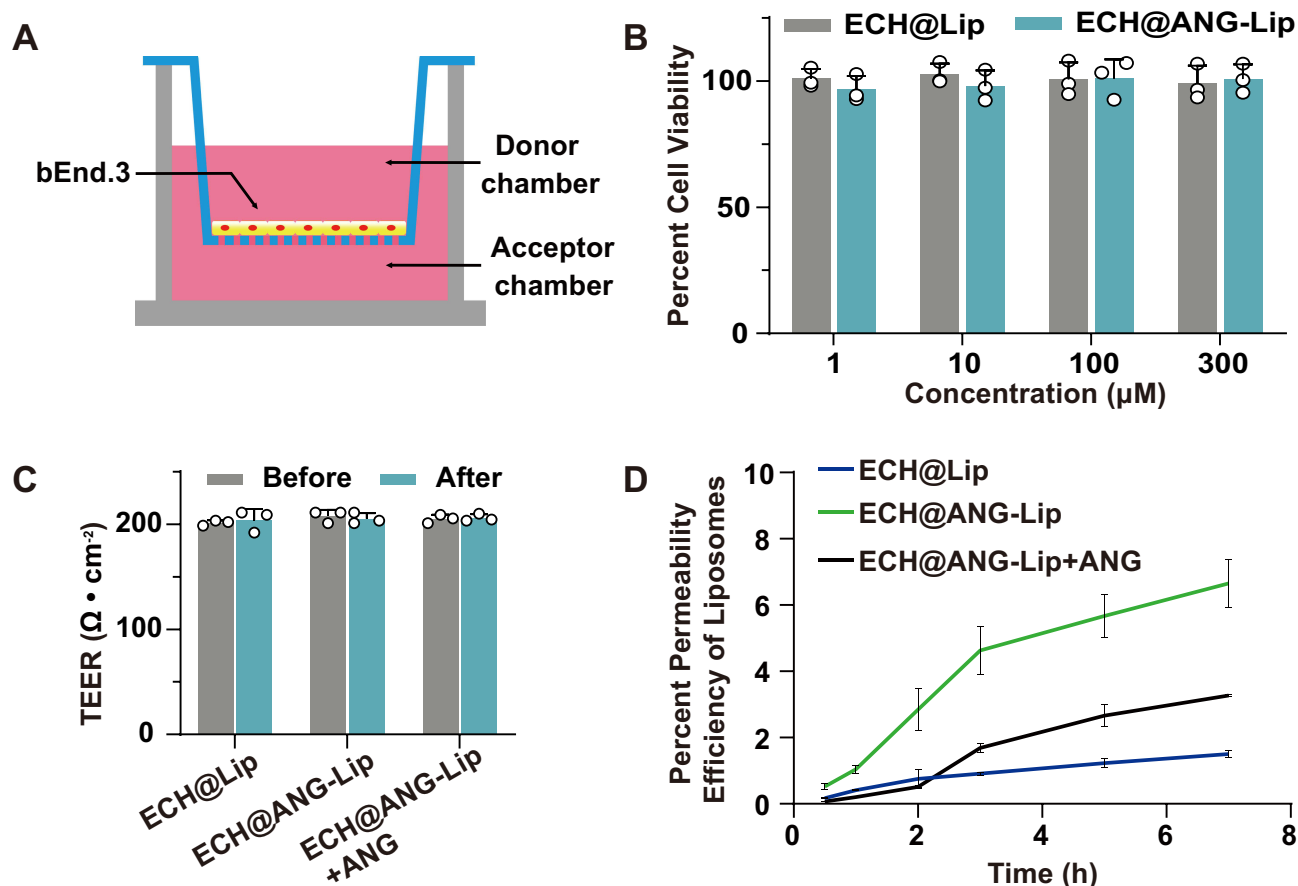 A
bEnd.3
Donor
chamber
Acceptor
chamber
B
ECH@Lip
ECH@ANG-Lip
Percent Cell Viability
100
50
0
1
10
100
300
Concentration (µM)
C
Before
After
TEER (Ω • cm⁻²)
200
100
0
ECH@Lip
ECH@ANG-Lip
ECH@ANG-Lip
+ANG
D
ECH@Lip
ECH@ANG-Lip
ECH@ANG-Lip+ANG
Percent Permeability
Efficiency of Liposomes
10
8
6
4
2
0
0
2
4
6
8
Time (h)